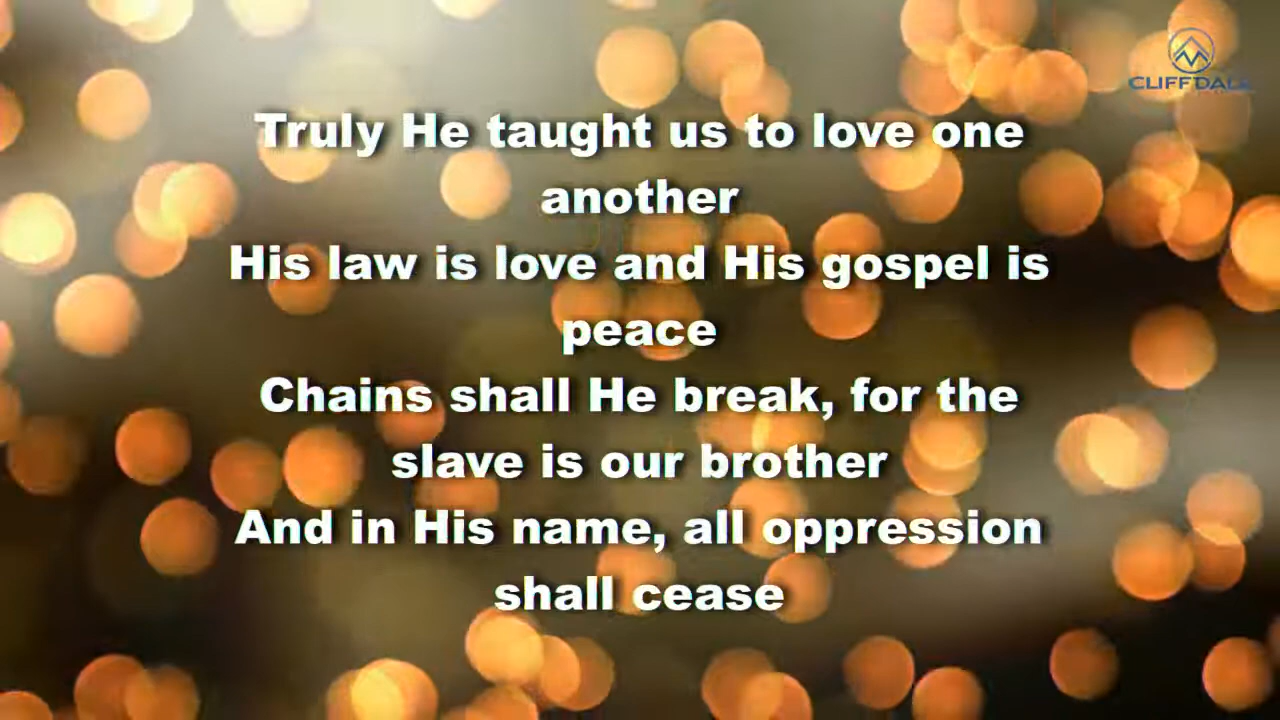 CLIFFDALE
Truly He taught us to love one
another
His law is love and His gospel is
peace
Chains shall He break, for the
slave is our brother
And in His name, all oppression
shall cease